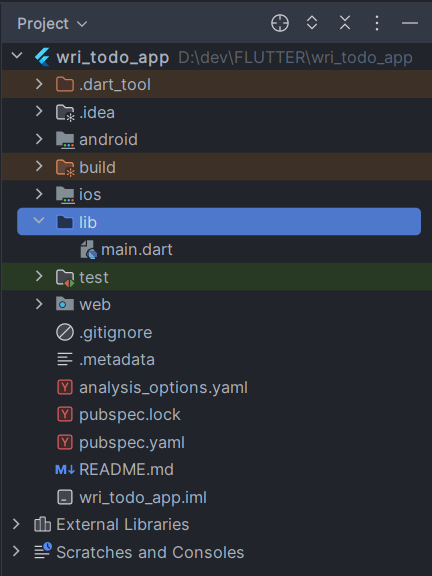 Project
wri_todo_app D:\dev\FLUTTER\wri_todo_app
.dart_tool
.idea
android
build
ios
lib
main.dart
test
web
.gitignore
.metadata
analysis_options.yaml
pubspec.lock
pubspec.yaml
README.md
wri_todo_app.iml
External Libraries
Scratches and Consoles